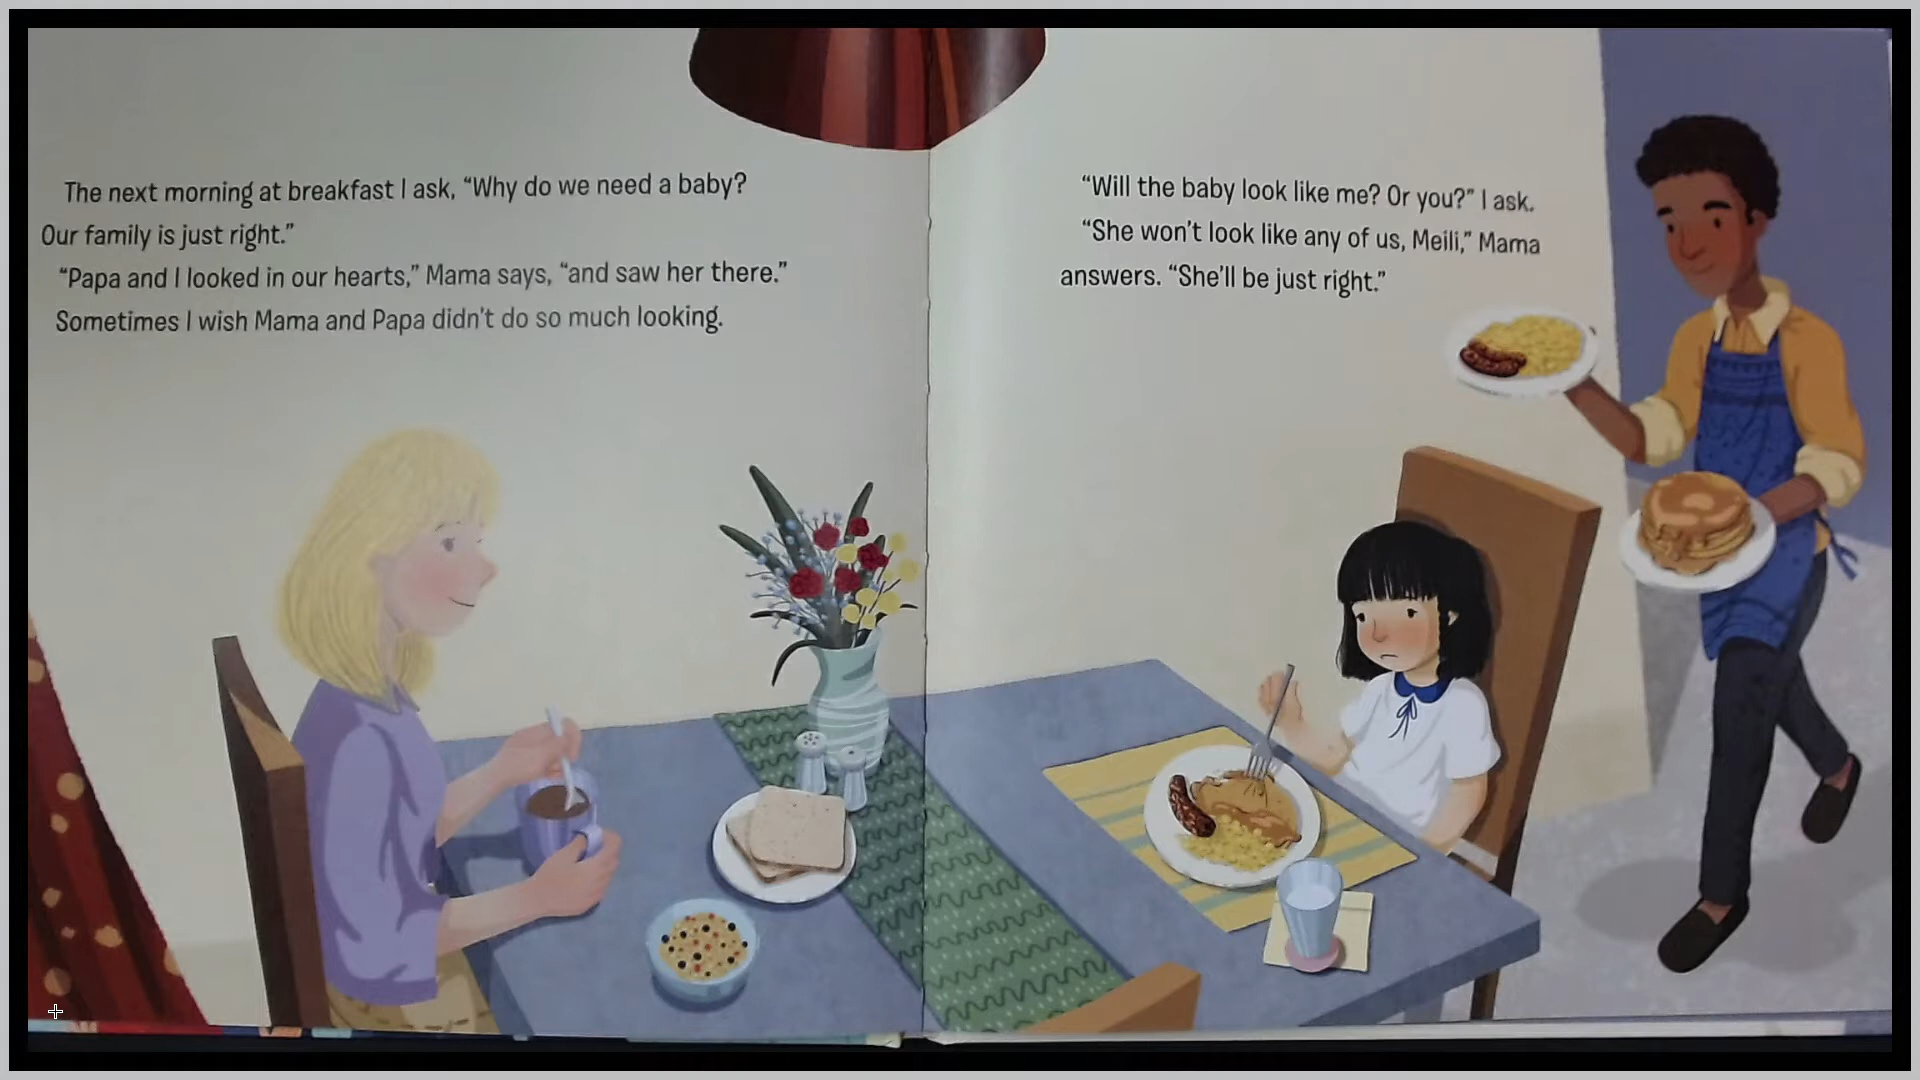 The next morning at breakfast I ask, “Why do we need a baby?
Our family is just right.”
“Papa and I looked in our hearts,” Mama says, “and saw her there.”
Sometimes I wish Mama and Papa didn't do so much looking.
“Will the baby look like me? Or you?” I ask.
“She won't look like any of us, Meili,” Mama
answers. “She'll be just right.”